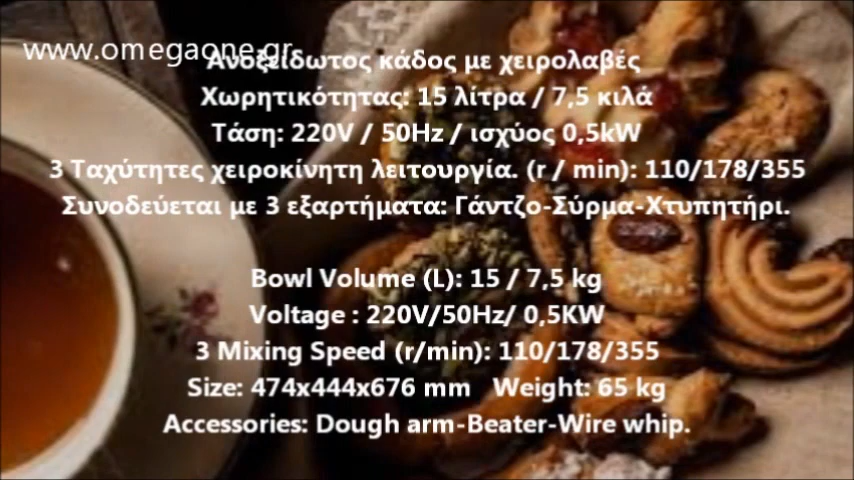 www.omegaone.gr
Ανοξείδωτος κάδος με χειρολαβές
Χωρητικότητας: 15 λίτρα / 7,5 κιλά
Τάση: 220V / 50Hz / ισχύος 0,5kW
3 Ταχύτητες χειροκίνητη λειτουργία. (r / min): 110/178/355
Συνοδεύεται με 3 εξαρτήματα: Γάντζο-Σύρμα-Χτυπητήρι.
Bowl Volume (L): 15 / 7,5 kg
Voltage : 220V/50Hz/ 0,5KW
3 Mixing Speed (r/min): 110/178/355
Size: 474x444x676 mm   Weight: 65 kg
Accessories: Dough arm-Beater-Wire whip.